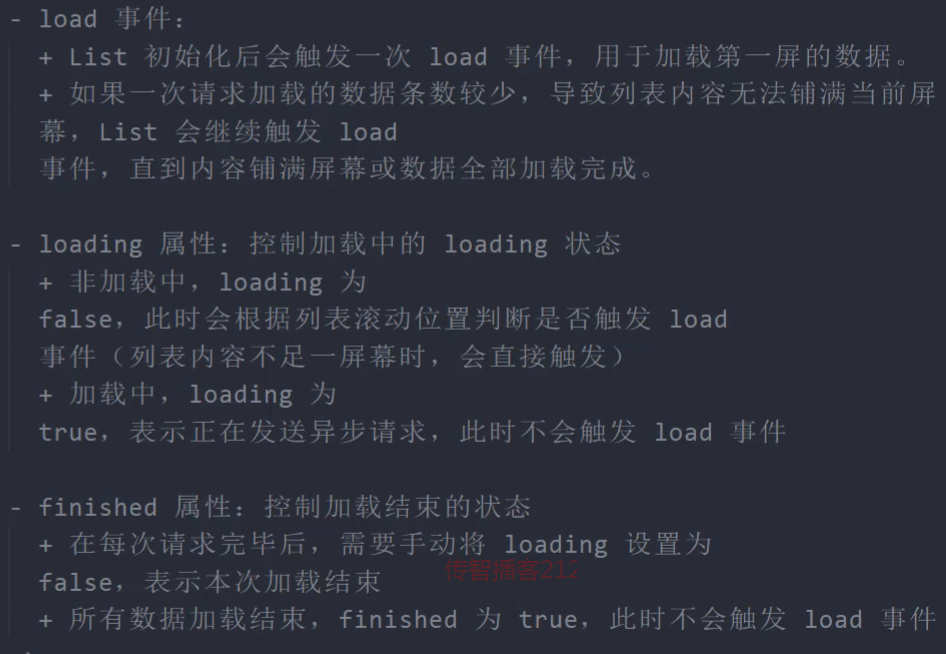 - load 事件：
+ List 初始化后会触发一次 load 事件，用于加载第一屏的数据。
+ 如果一次请求加载的数据条数较少，导致列表内容无法铺满当前屏
幕，List 会继续触发 load
事件，直到内容铺满屏幕或数据全部加载完成。
- loading 属性：控制加载中的 loading 状态
+ 非加载中，loading 为
false，此时会根据列表滚动位置判断是否触发 load
事件（列表内容不足一屏幕时，会直接触发）
+ 加载中，loading 为
true，表示正在发送异步请求，此时不会触发 load 事件
- finished 属性：控制加载结束的状态
+ 在每次请求完毕后，需要手动将 loading 设置为
false，表示本次加载结束
传智播客212
+ 所有数据加载结束，finished 为 true，此时不会触发 load 事件